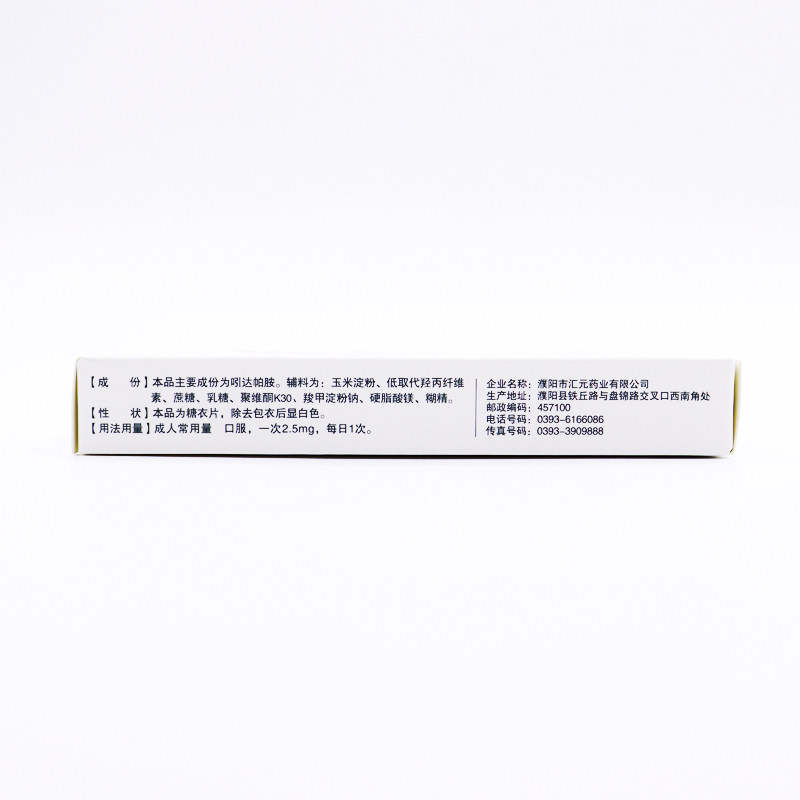 【成　　份】本品主要成份为吲达帕胺。辅料为：玉米淀粉、低取代羟丙纤维
素、蔗糖、乳糖、聚维酮K30、羧甲淀粉钠、硬脂酸镁、糊精。
【性　　状】本品为糖衣片，除去包衣后显白色。
【用法用量】成人常用量　口服，一次2.5mg，每日1次。
企业名称：濮阳市汇元药业有限公司
生产地址：濮阳县铁丘路与盘锦路交叉口西南角处
邮政编码：457100
电话号码：0393-6166086
传真号码：0393-3909888